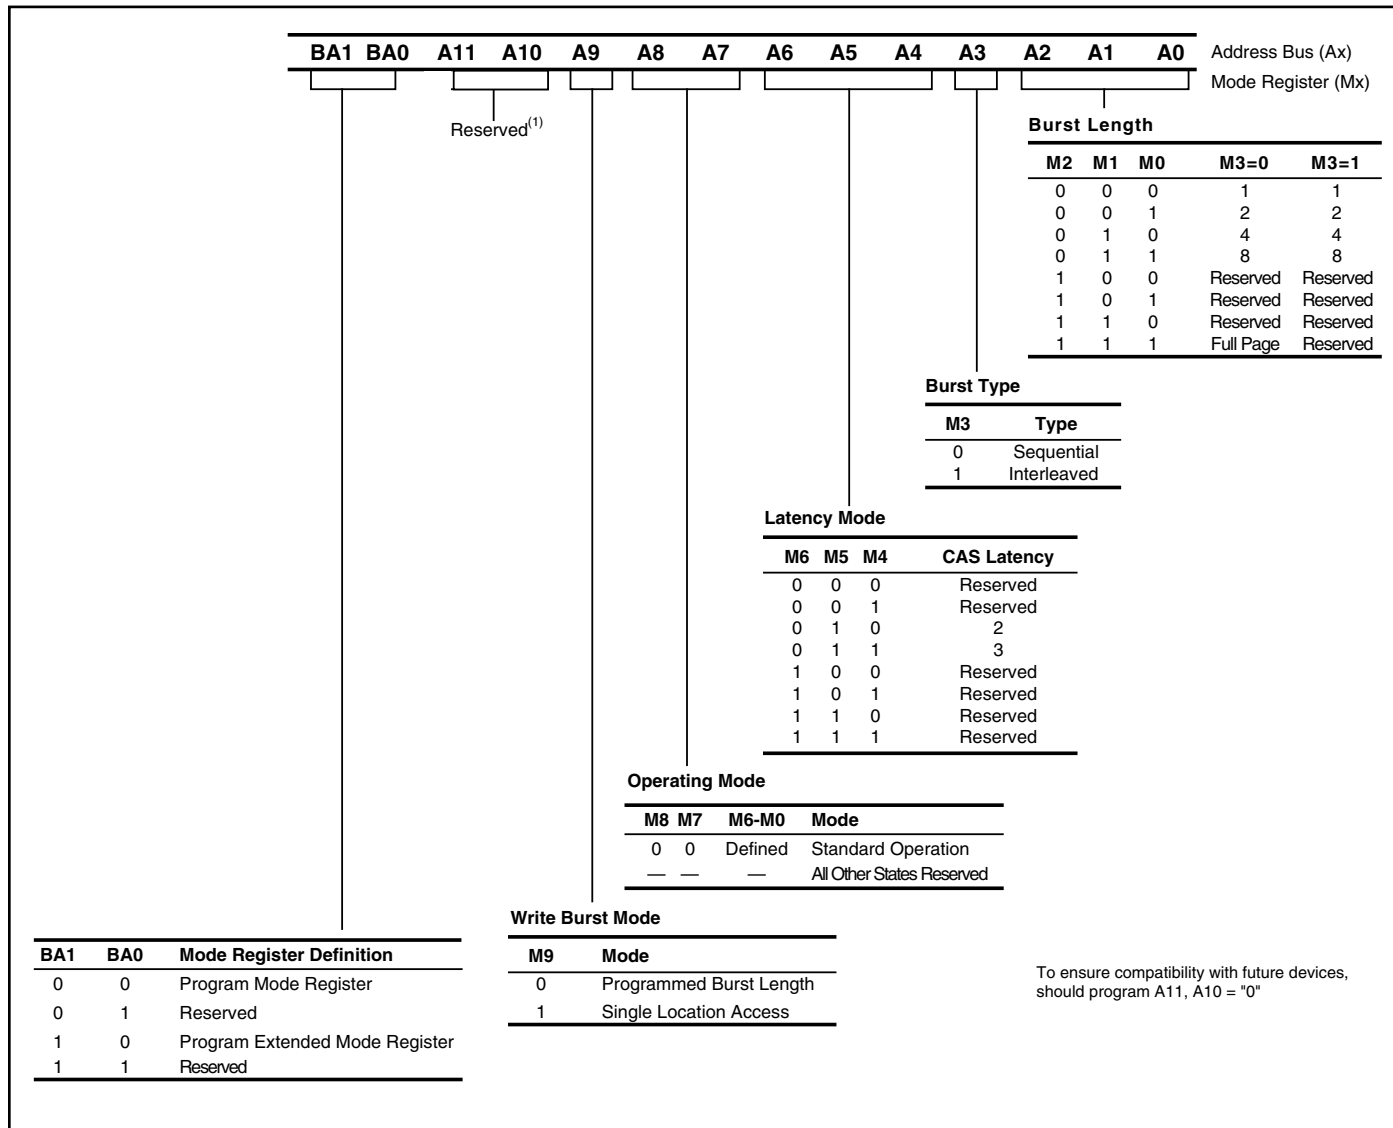 BA1 BA0 A11 A10 A9 A8 A7 A6 A5 A4 A3 A2 A1 A0 Address Bus (Ax)
Mode Register (Mx)
Reserved(1)
Burst Length
M2 M1 M0 M3=0 M3=1
0 0 0 1 1
0 0 1 2 2
0 1 0 4 4
0 1 1 8 8
1 0 0 Reserved Reserved
1 0 1 Reserved Reserved
1 1 0 Reserved Reserved
1 1 1 Full Page Reserved
Burst Type
M3 Type
0 Sequential
1 Interleaved
Latency Mode
M6 M5 M4 CAS Latency
0 0 0 Reserved
0 0 1 Reserved
0 1 0 2
0 1 1 3
1 0 0 Reserved
1 0 1 Reserved
1 1 0 Reserved
1 1 1 Reserved
Operating Mode
M8 M7 M6-M0 Mode
0 0 Defined Standard Operation
— — — All Other States Reserved
Write Burst Mode
M9 Mode
0 Programmed Burst Length
1 Single Location Access
BA1 BA0 Mode Register Definition
0 0 Program Mode Register
0 1 Reserved
1 0 Program Extended Mode Register
1 1 Reserved
To ensure compatibility with future devices,
should program A11, A10 = "0"